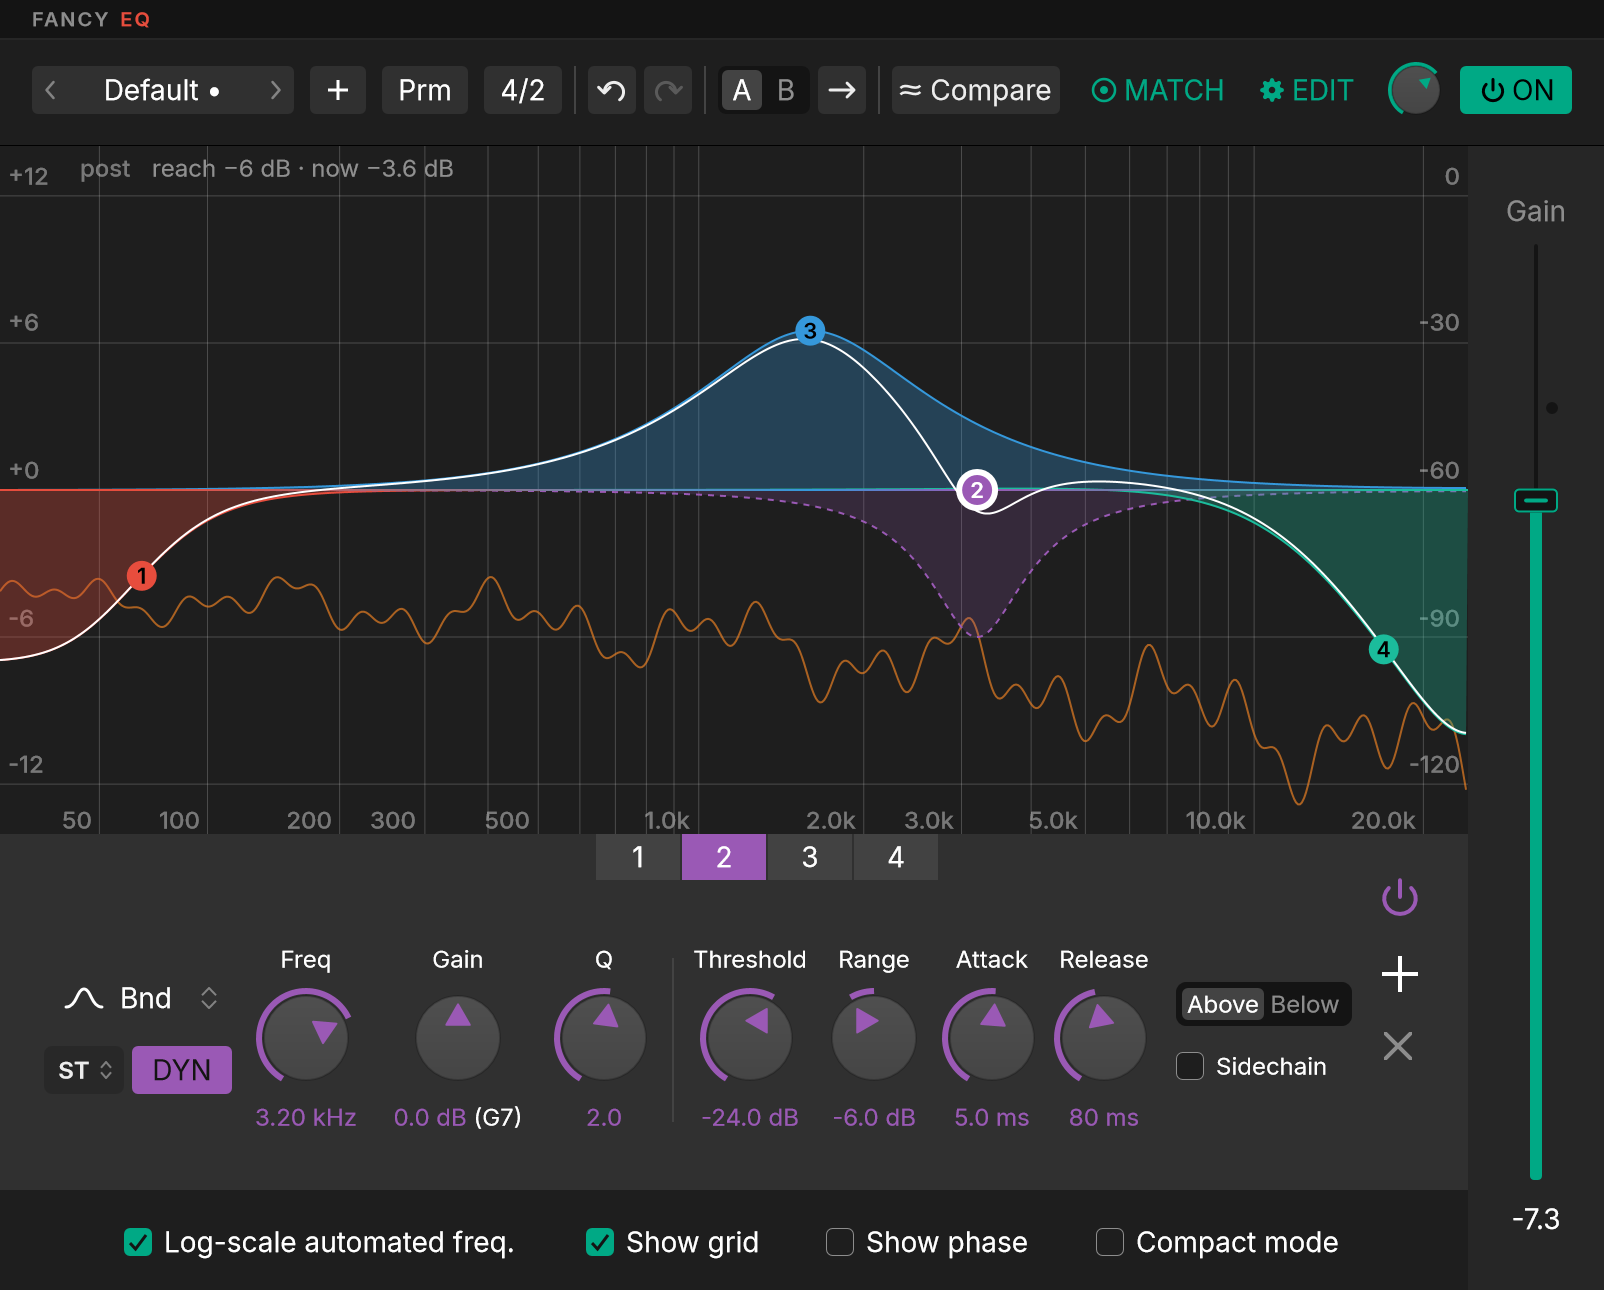 FANCY EQ
Default •
+
Prm
4/2
A B
→
≈ Compare
MATCH
EDIT
ON
post reach −6 dB · now −3.6 dB
+12
0
Gain
+6
-30
3
+0
-60
2
1
-6
-90
4
-12
-120
50 100 200 300 500 1.0k 2.0k 3.0k 5.0k 10.0k 20.0k
1 2 3 4
Freq Gain Q Threshold Range Attack Release
Bnd
Above Below
ST DYN
Sidechain
3.20 kHz 0.0 dB (G7) 2.0 -24.0 dB -6.0 dB 5.0 ms 80 ms
-7.3
Log-scale automated freq. Show grid Show phase Compact mode